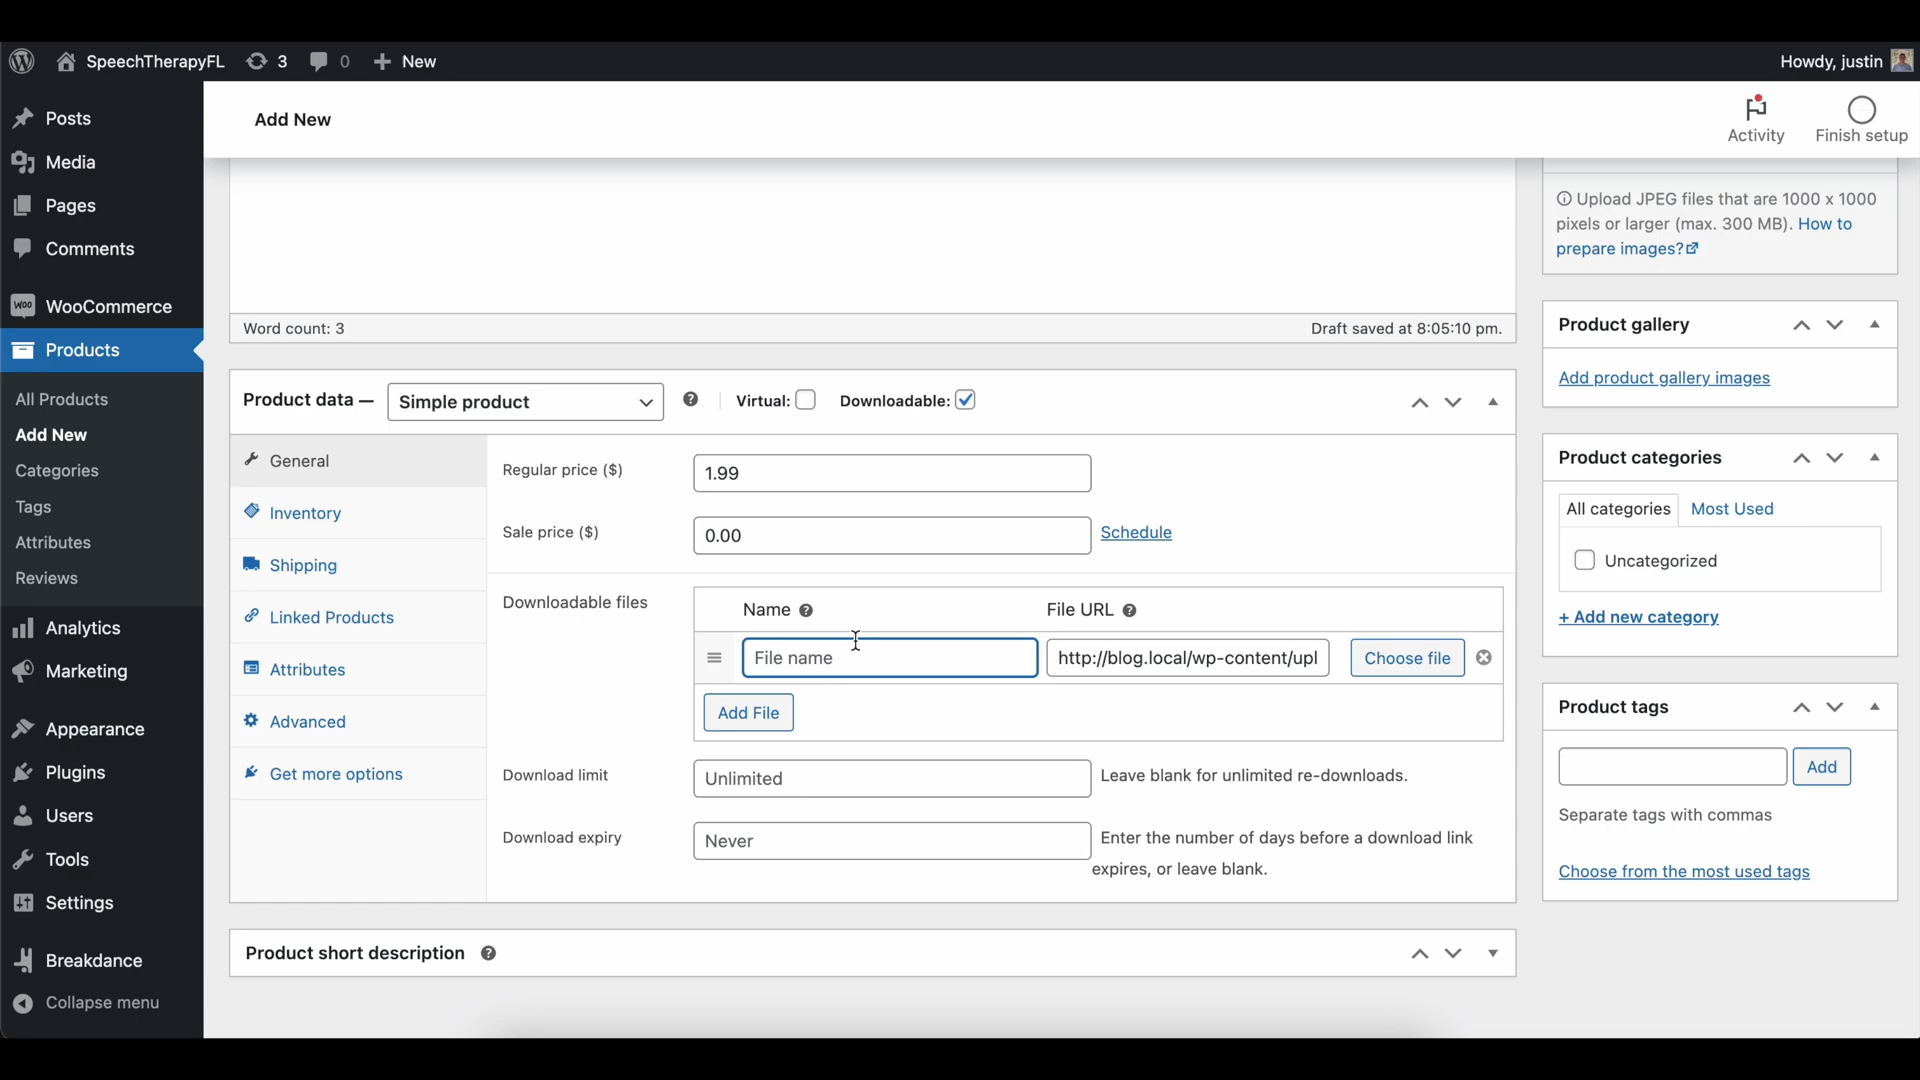 SpeechTherapyFL 3 0 New Howdy, justin
Posts
Media
Pages
Comments
WooCommerce
Products
All Products
Add New
Categories
Tags
Attributes
Reviews
Analytics
Marketing
Appearance
Plugins
Users
Tools
Settings
Breakdance
Collapse menu
Add New
Activity
Finish setup
Word count: 3 Draft saved at 8:05:10 pm.
Product data — Simple product Virtual: Downloadable:
General
Inventory
Shipping
Linked Products
Attributes
Advanced
Get more options
Regular price ($) 1.99
Sale price ($) 0.00 Schedule
Downloadable files
Name File URL
File name http://blog.local/wp-content/upl Choose file
Add File
Download limit Unlimited Leave blank for unlimited re-downloads.
Download expiry Never Enter the number of days before a download link
expires, or leave blank.
Product short description
Upload JPEG files that are 1000 x 1000
pixels or larger (max. 300 MB). How to
prepare images?
Product gallery
Add product gallery images
Product categories
All categories Most Used
Uncategorized
+ Add new category
Product tags
Add
Separate tags with commas
Choose from the most used tags